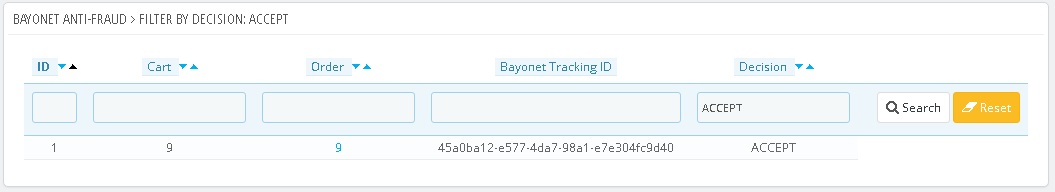 BAYONET ANTI-FRAUD > FILTER BY DECISION: ACCEPT
ID Cart Order Bayonet Tracking ID Decision
ACCEPT Search Reset
1 9 9 45a0ba12-e577-4da7-98a1-e7e304fc9d40 ACCEPT